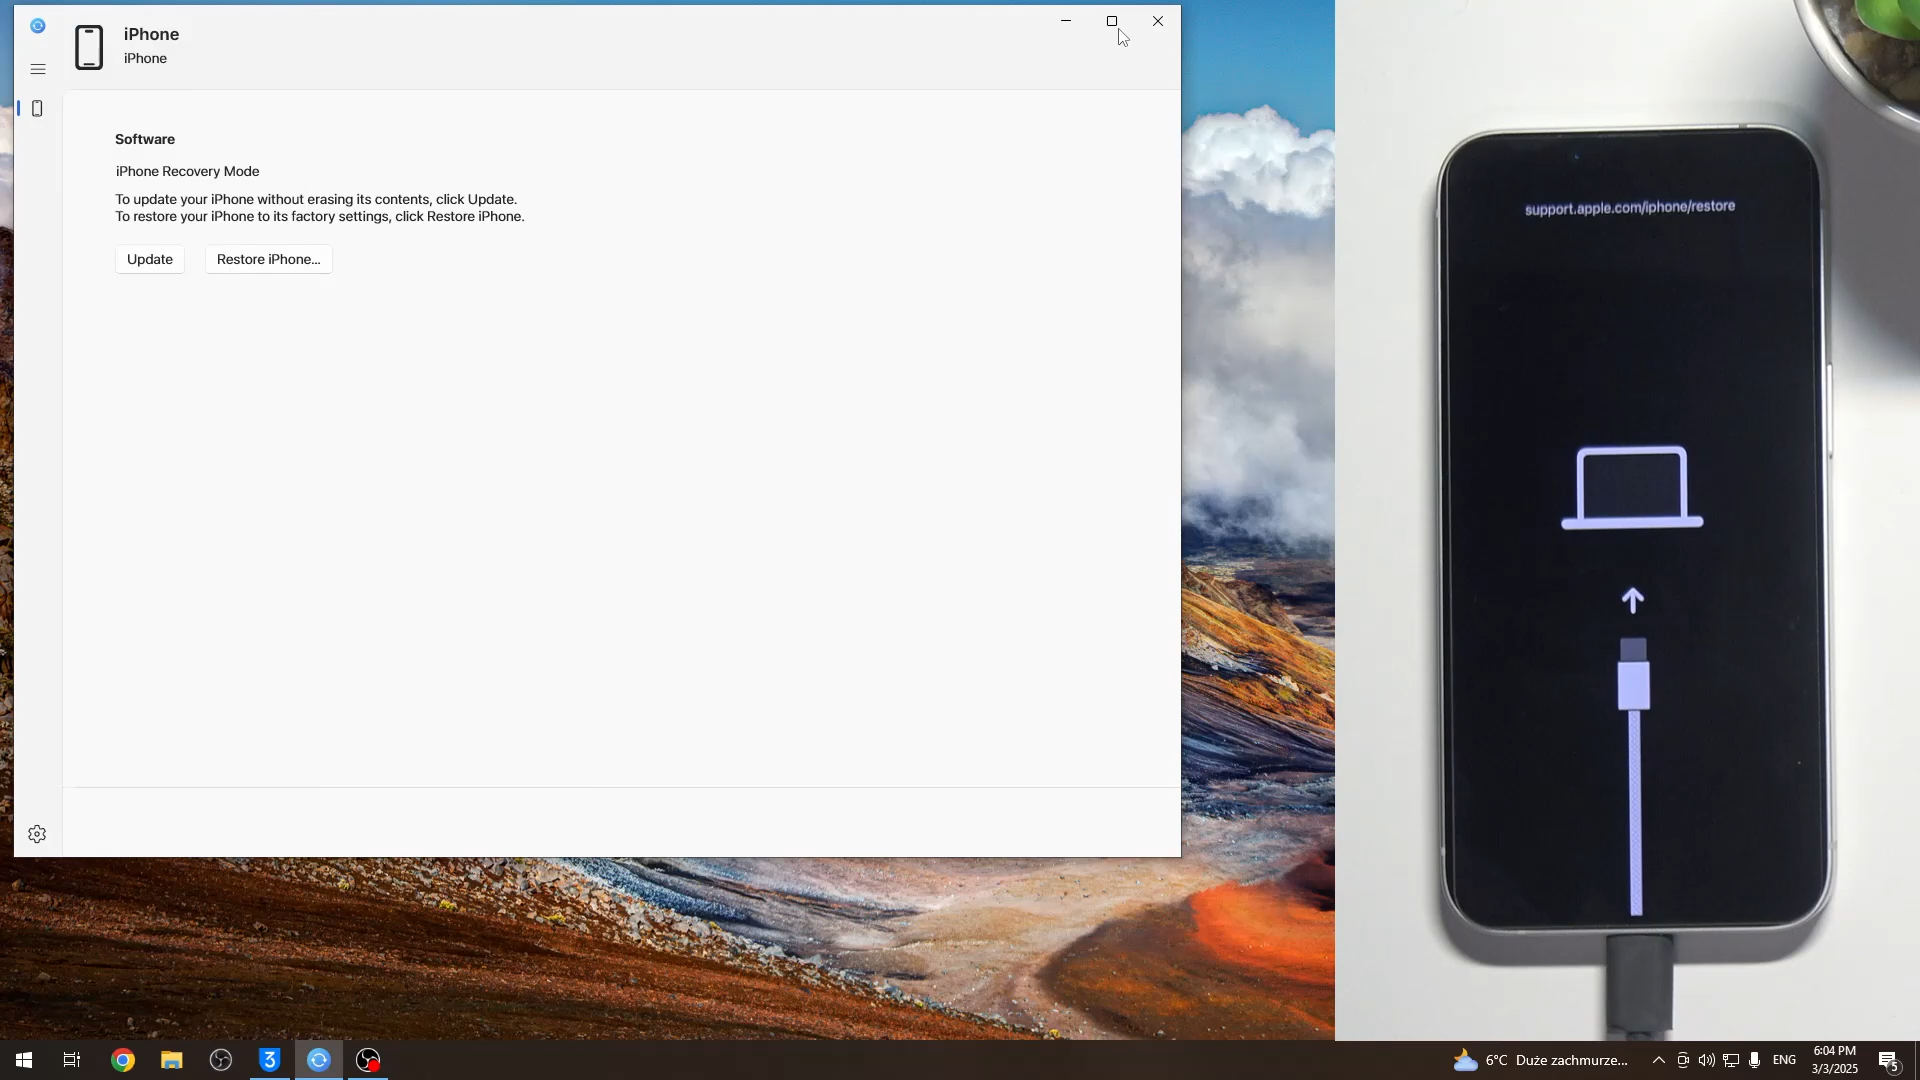 iPhone
iPhone
Software
iPhone Recovery Mode
To update your iPhone without erasing its contents, click Update.
To restore your iPhone to its factory settings, click Restore iPhone.
Update
Restore iPhone...
support.apple.com/iphone/restore
3
6°C Duże zachmurze...
ENG
6:04 PM
3/3/2025
5